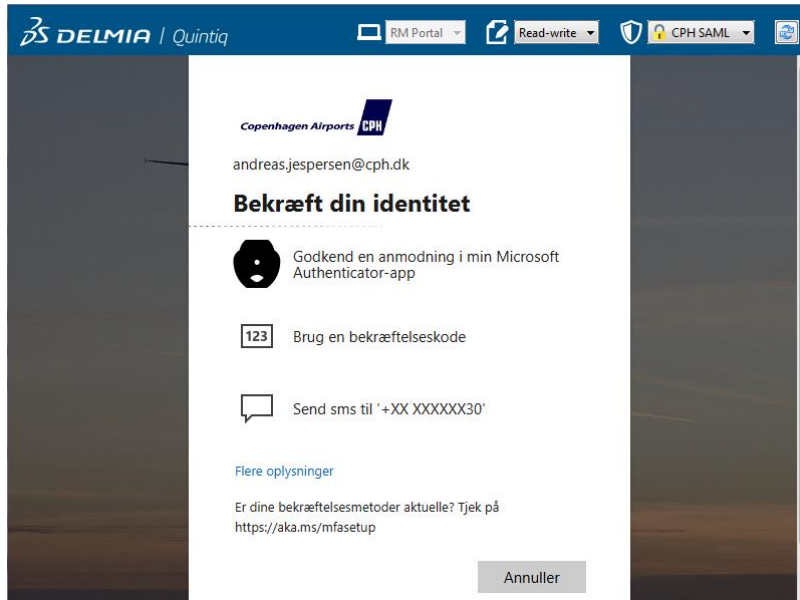 DELMIA | Quintiq
RM Portal
Read-write
CPH SAML
Copenhagen Airports CPH
andreas.jespersen@cph.dk
Bekræft din identitet
Godkend en anmodning i min Microsoft
Authenticator-app
123
Brug en bekræftelseskode
Send sms til '+XX XXXXXX30'
Flere oplysninger
Er dine bekræftelsesmetoder aktuelle? Tjek på
https://aka.ms/mfasetup
Annuller